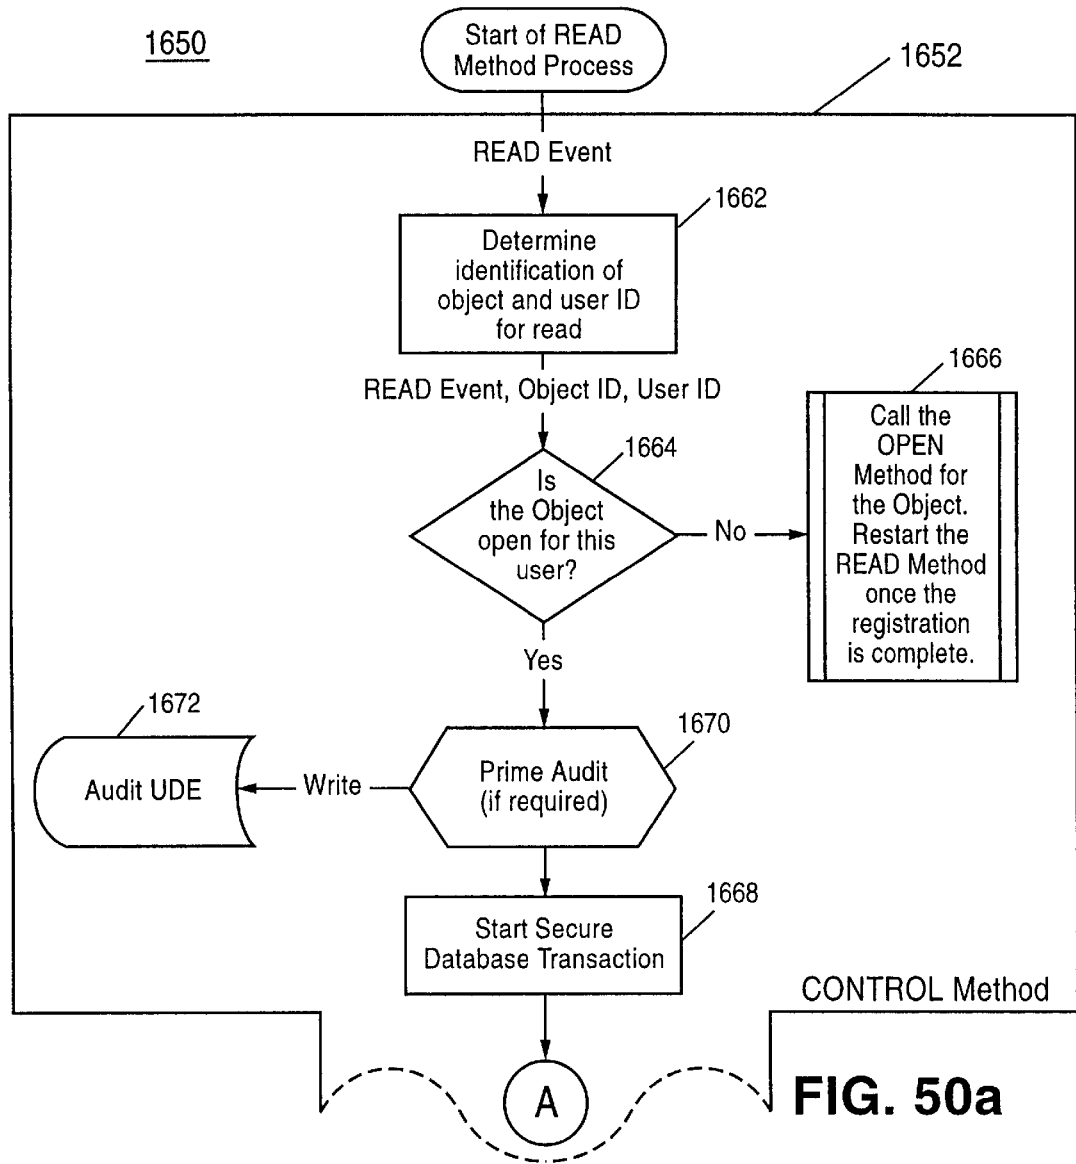 1650
Start of READ
Method Process
1652
READ Event
1662
Determine
identification of
object and user ID
for read
READ Event, Object ID, User ID
1666
Call the
OPEN
Method for
the Object.
Restart the
READ Method
once the
registration
is complete.
1664
Is
the Object
open for this
user?
No
Yes
1672
Audit UDE
Write
1670
Prime Audit
(if required)
1668
Start Secure
Database Transaction
CONTROL Method
A
FIG. 50a